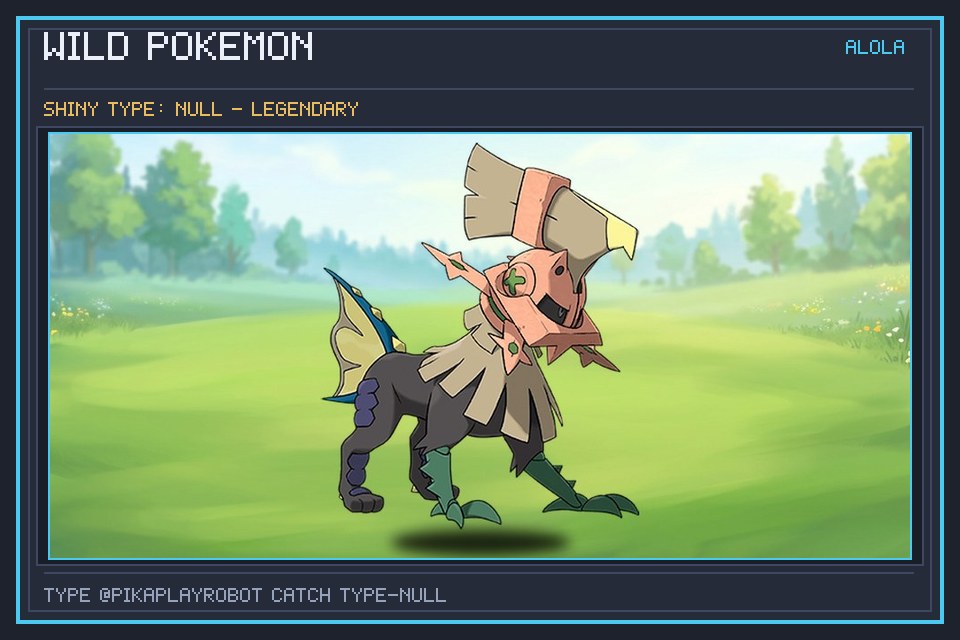 WILD POKEMON
ALOLA
SHINY TYPE: NULL - LEGENDARY
TYPE @PIKAPLAYROBOT CATCH TYPE-NULL